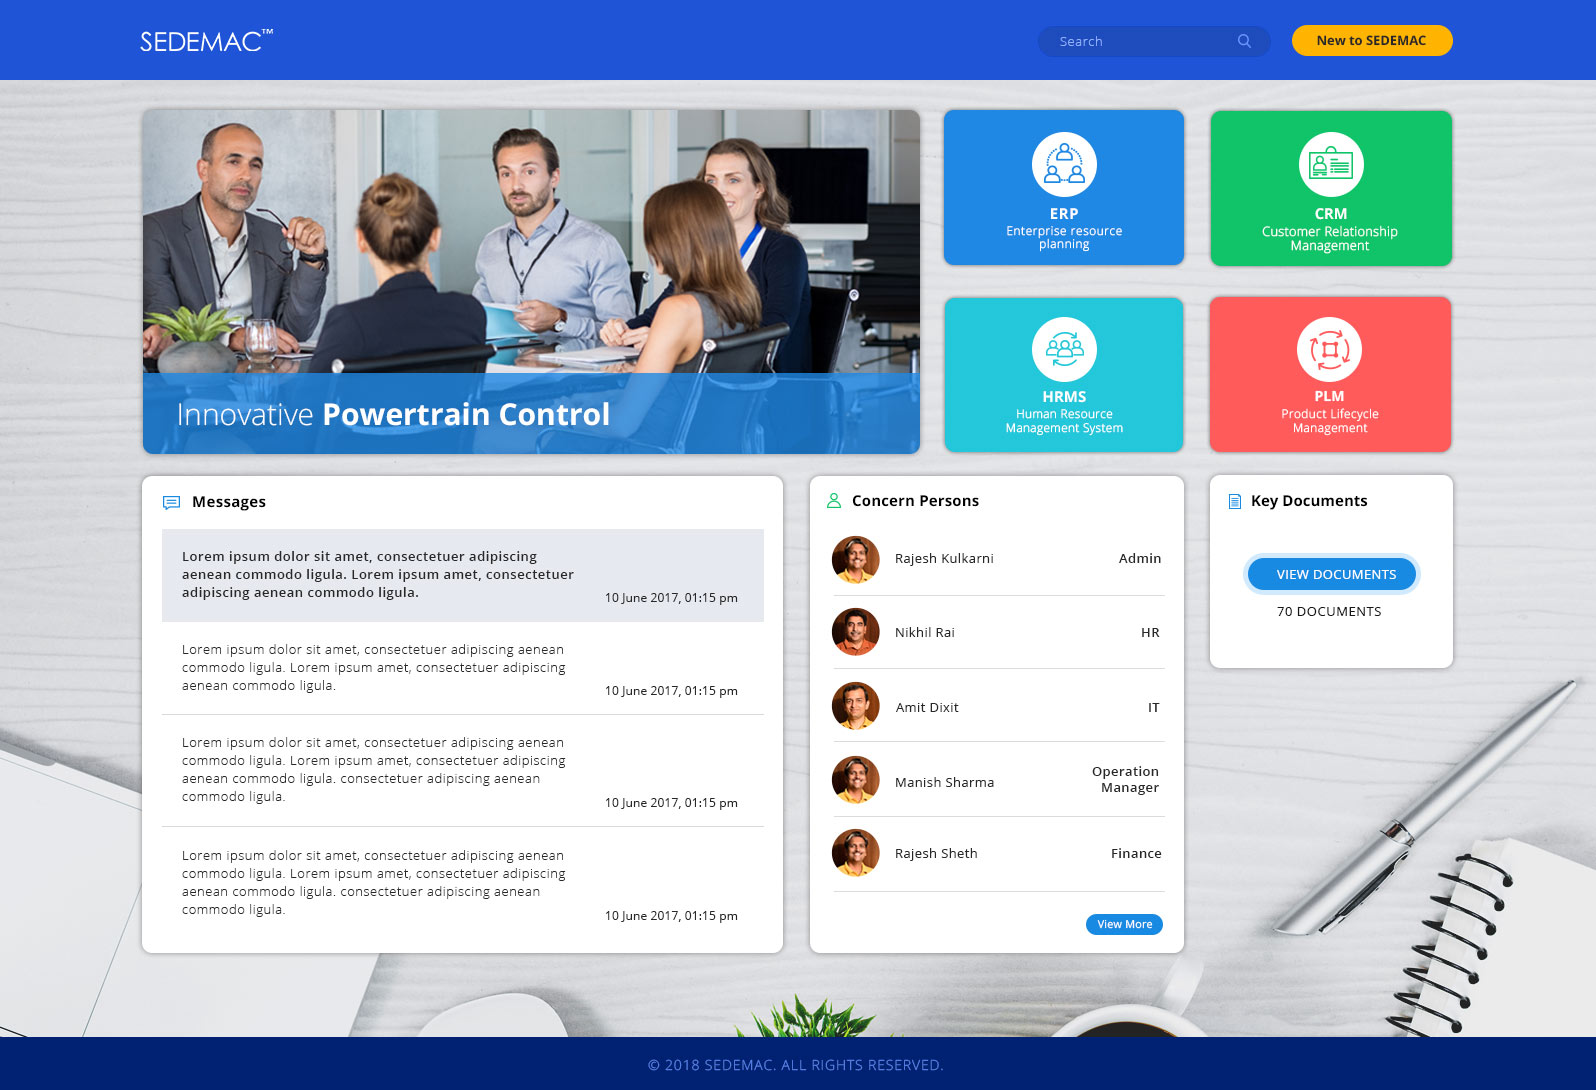 SEDEMAC™
Search
New to SEDEMAC
Innovative Powertrain Control
ERP
Enterprise resource
planning
CRM
Customer Relationship
Management
HRMS
Human Resource
Management System
PLM
Product Lifecycle
Management
Messages
Lorem ipsum dolor sit amet, consectetuer adipiscing
aenean commodo ligula. Lorem ipsum amet, consectetuer
adipiscing aenean commodo ligula.
10 June 2017, 01:15 pm
Lorem ipsum dolor sit amet, consectetuer adipiscing aenean
commodo ligula. Lorem ipsum amet, consectetuer adipiscing
aenean commodo ligula.
10 June 2017, 01:15 pm
Lorem ipsum dolor sit amet, consectetuer adipiscing aenean
commodo ligula. Lorem ipsum amet, consectetuer adipiscing
aenean commodo ligula. consectetuer adipiscing aenean
commodo ligula.
10 June 2017, 01:15 pm
Lorem ipsum dolor sit amet, consectetuer adipiscing aenean
commodo ligula. Lorem ipsum amet, consectetuer adipiscing
aenean commodo ligula. consectetuer adipiscing aenean
commodo ligula.
10 June 2017, 01:15 pm
Concern Persons
Rajesh Kulkarni Admin
Nikhil Rai HR
Amit Dixit IT
Manish Sharma Operation
Manager
Rajesh Sheth Finance
View More
Key Documents
VIEW DOCUMENTS
70 DOCUMENTS
© 2018 SEDEMAC. ALL RIGHTS RESERVED.